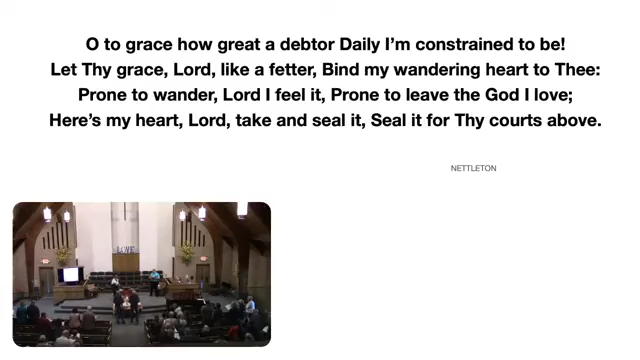 O to grace how great a debtor Daily I'm constrained to be!
Let Thy grace, Lord, like a fetter, Bind my wandering heart to Thee:
Prone to wander, Lord I feel it, Prone to leave the God I love;
Here's my heart, Lord, take and seal it, Seal it for Thy courts above.
NETTLETON
LOVE